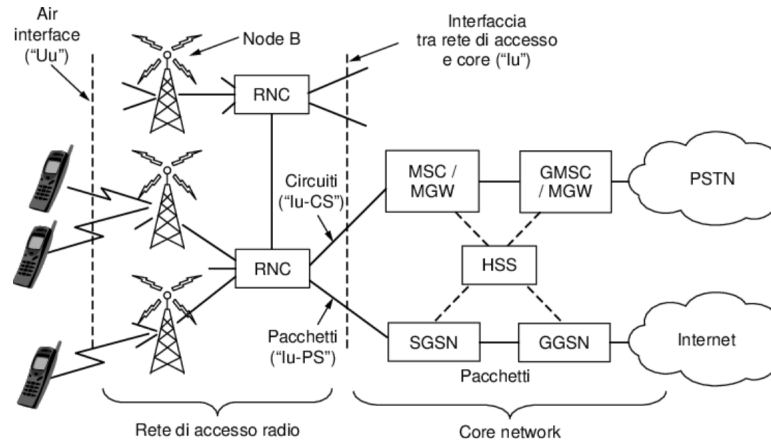 Air
interface
("Uu")
Node B
Interfaccia
tra rete di accesso
e core ("Iu")
RNC
MSC /
MGW
GMSC
/ MGW
PSTN
Circuiti
("Iu-CS")
RNC
HSS
Pacchetti
("Iu-PS")
SGSN
GGSN
Internet
Pacchetti
Rete di accesso radio
Core network